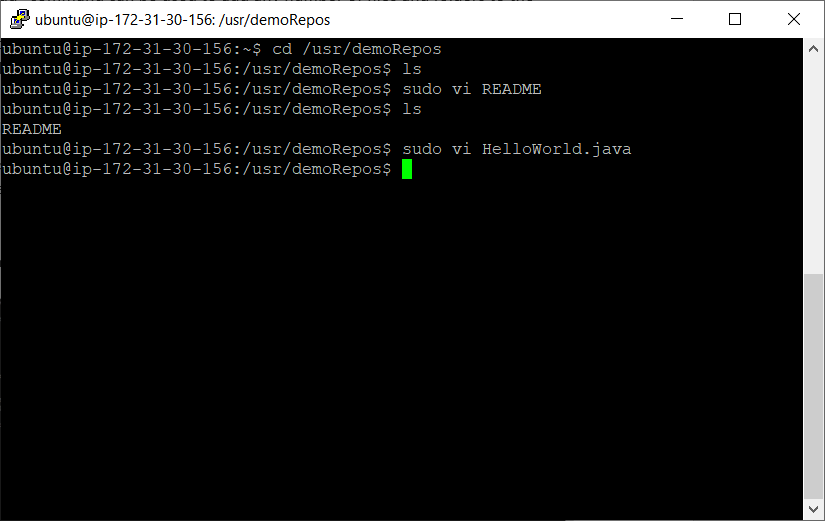 ubuntu@ip-172-31-30-156: /usr/demoRepos
ubuntu@ip-172-31-30-156:~$ cd /usr/demoRepos
ubuntu@ip-172-31-30-156:/usr/demoRepos$ ls
ubuntu@ip-172-31-30-156:/usr/demoRepos$ sudo vi README
ubuntu@ip-172-31-30-156:/usr/demoRepos$ ls
README
ubuntu@ip-172-31-30-156:/usr/demoRepos$ sudo vi HelloWorld.java
ubuntu@ip-172-31-30-156:/usr/demoRepos$